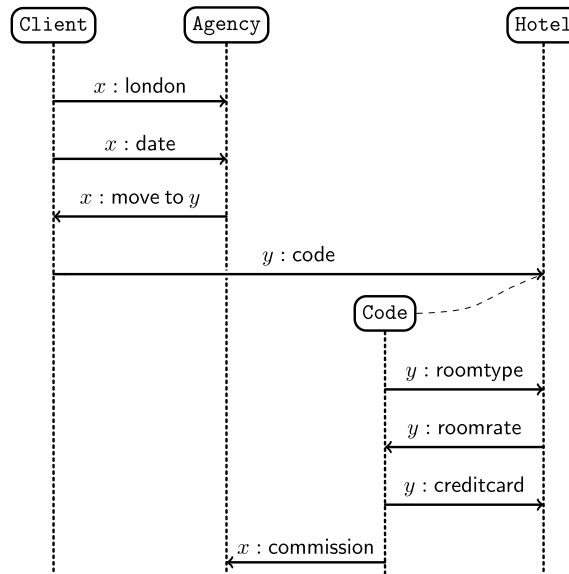 Client Agency Hotel
x : london
x : date
x : move to y
y : code
Code
y : roomtype
y : roomrate
y : creditcard
x : commission